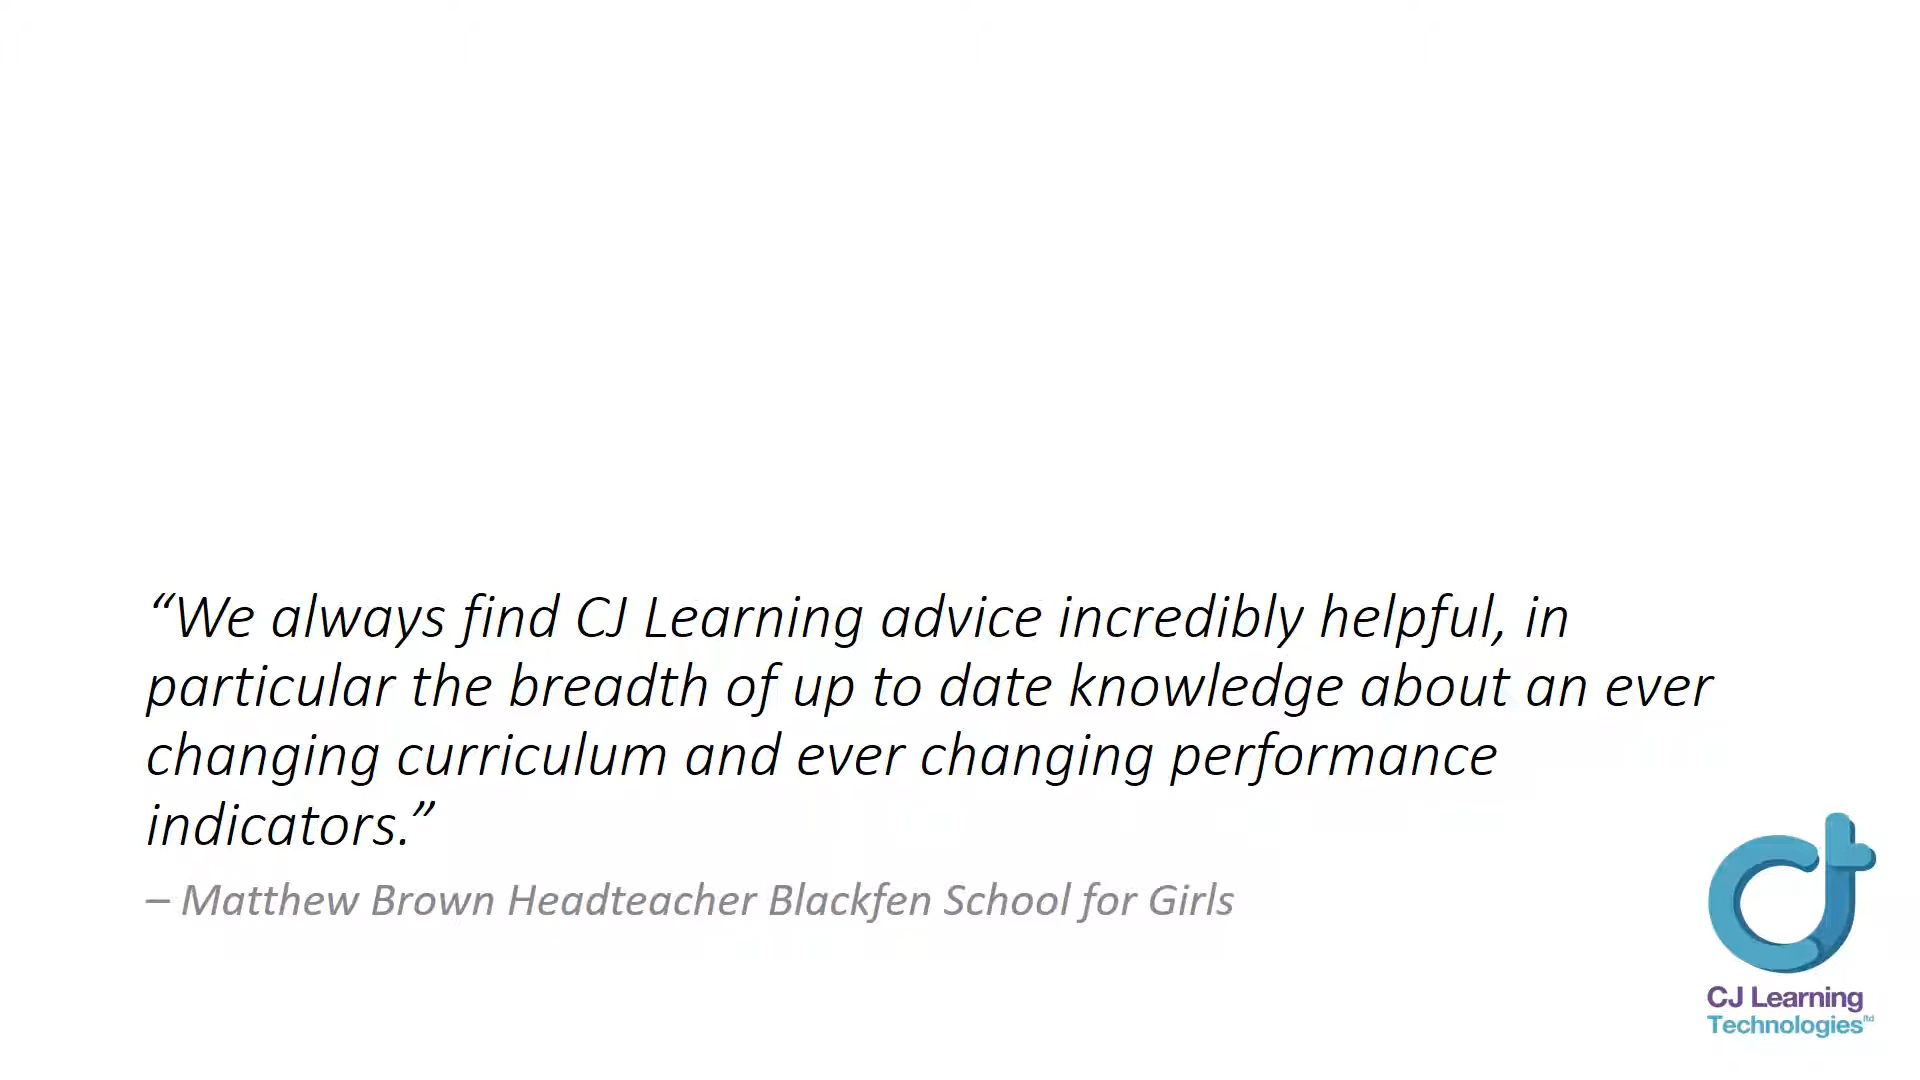 “We always find CJ Learning advice incredibly helpful, in
particular the breadth of up to date knowledge about an ever
changing curriculum and ever changing performance
indicators.”
– Matthew Brown Headteacher Blackfen School for Girls
CJ Learning
Technologies ltd